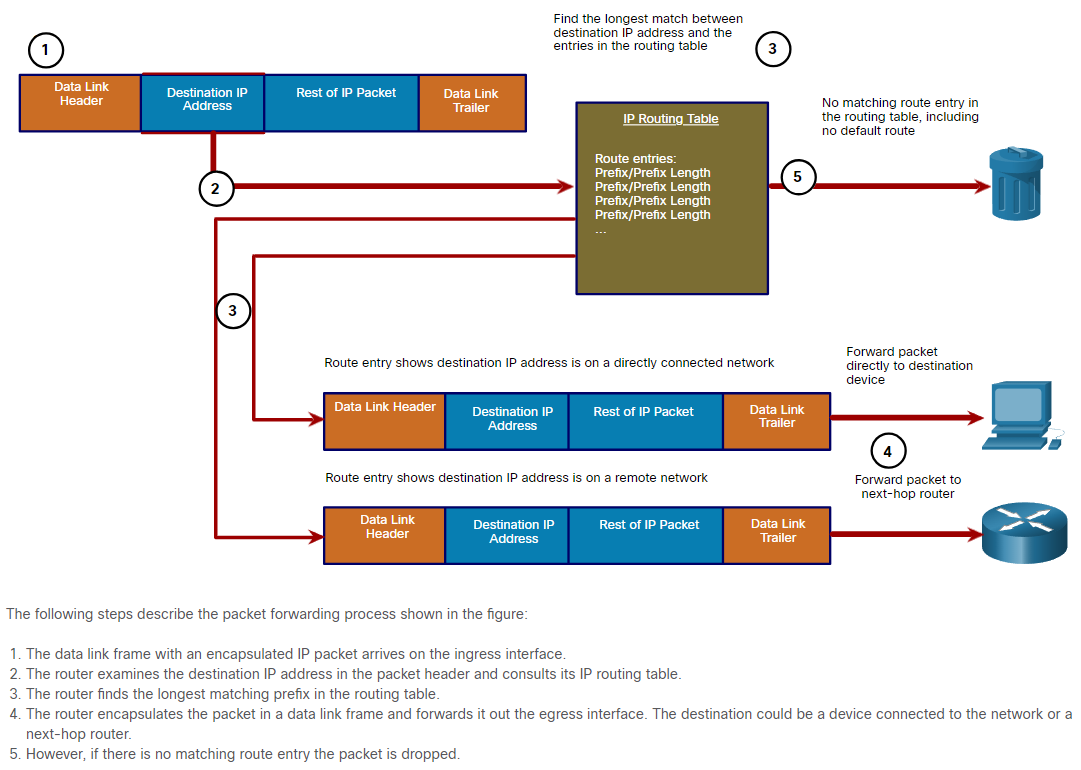 Find the longest match between
destination IP address and the
entries in the routing table
1
3
Data Link
Header
Destination IP
Address
Rest of IP Packet
Data Link
Trailer
IP Routing Table
No matching route entry in
the routing table, including
no default route
Route entries:
Prefix/Prefix Length
Prefix/Prefix Length
Prefix/Prefix Length
Prefix/Prefix Length
...
2
5
3
Route entry shows destination IP address is on a directly connected network
Forward packet
directly to destination
device
Data Link Header
Destination IP
Address
Rest of IP Packet
Data Link
Trailer
4
Route entry shows destination IP address is on a remote network
Forward packet to
next-hop router
Data Link
Header
Destination IP
Address
Rest of IP Packet
Data Link
Trailer
The following steps describe the packet forwarding process shown in the figure:
1. The data link frame with an encapsulated IP packet arrives on the ingress interface.
2. The router examines the destination IP address in the packet header and consults its IP routing table.
3. The router finds the longest matching prefix in the routing table.
4. The router encapsulates the packet in a data link frame and forwards it out the egress interface. The destination could be a device connected to the network or a
next-hop router.
5. However, if there is no matching route entry the packet is dropped.